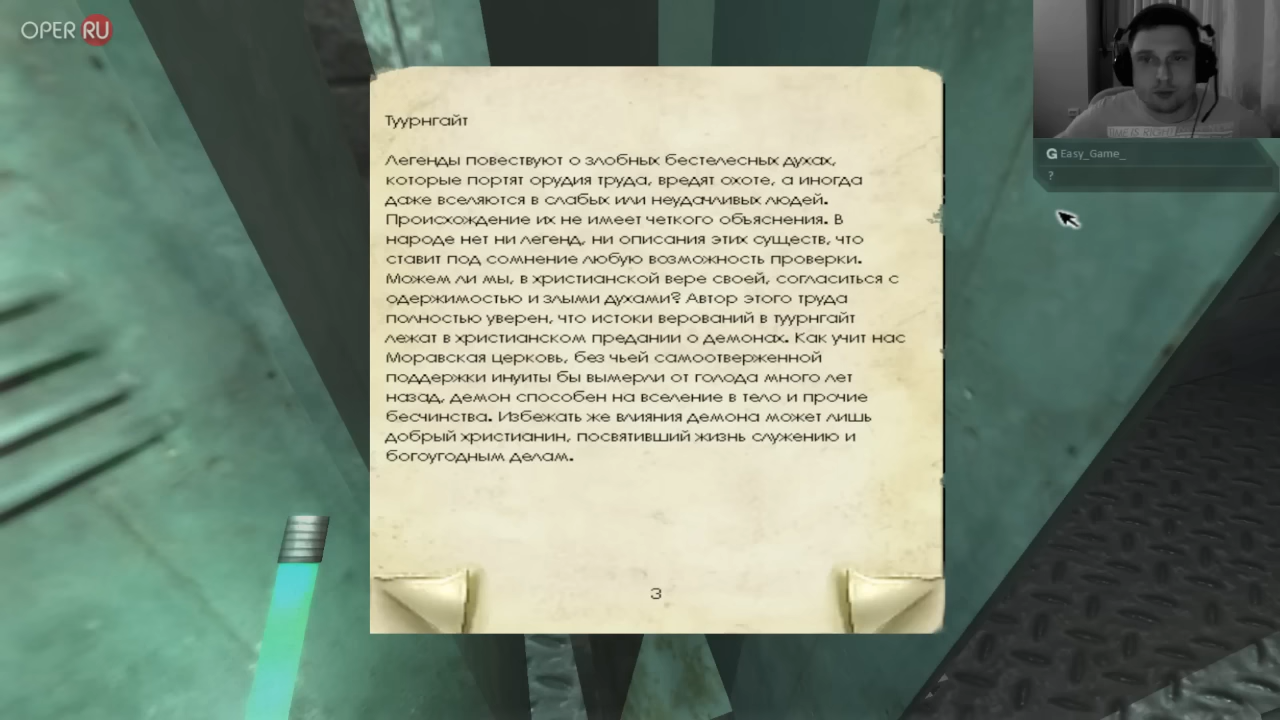 OPER RU
Easy_Game_
?
Туурнгайт
Легенды повествуют о злобных бестелесных духах,
которые портят орудия труда, вредят охоте, а иногда
даже вселяются в слабых или неудачливых людей.
Происхождение их не имеет четкого объяснения. В
народе нет ни легенд, ни описания этих существ, что
ставит под сомнение любую возможность проверки.
Можем ли мы, в христианской вере своей, согласиться с
одержимостью и злыми духами? Автор этого труда
полностью уверен, что истоки верований в туурнгайт
лежат в христианском предании о демонах. Как учит нас
Моравская церковь, без чьей самоотверженной
поддержки инуиты бы вымерли от голода много лет
назад, демон способен на вселение в тело и прочие
бесчинства. Избежать же влияния демона может лишь
добрый христианин, посвятивший жизнь служению и
богоугодным делам.
3